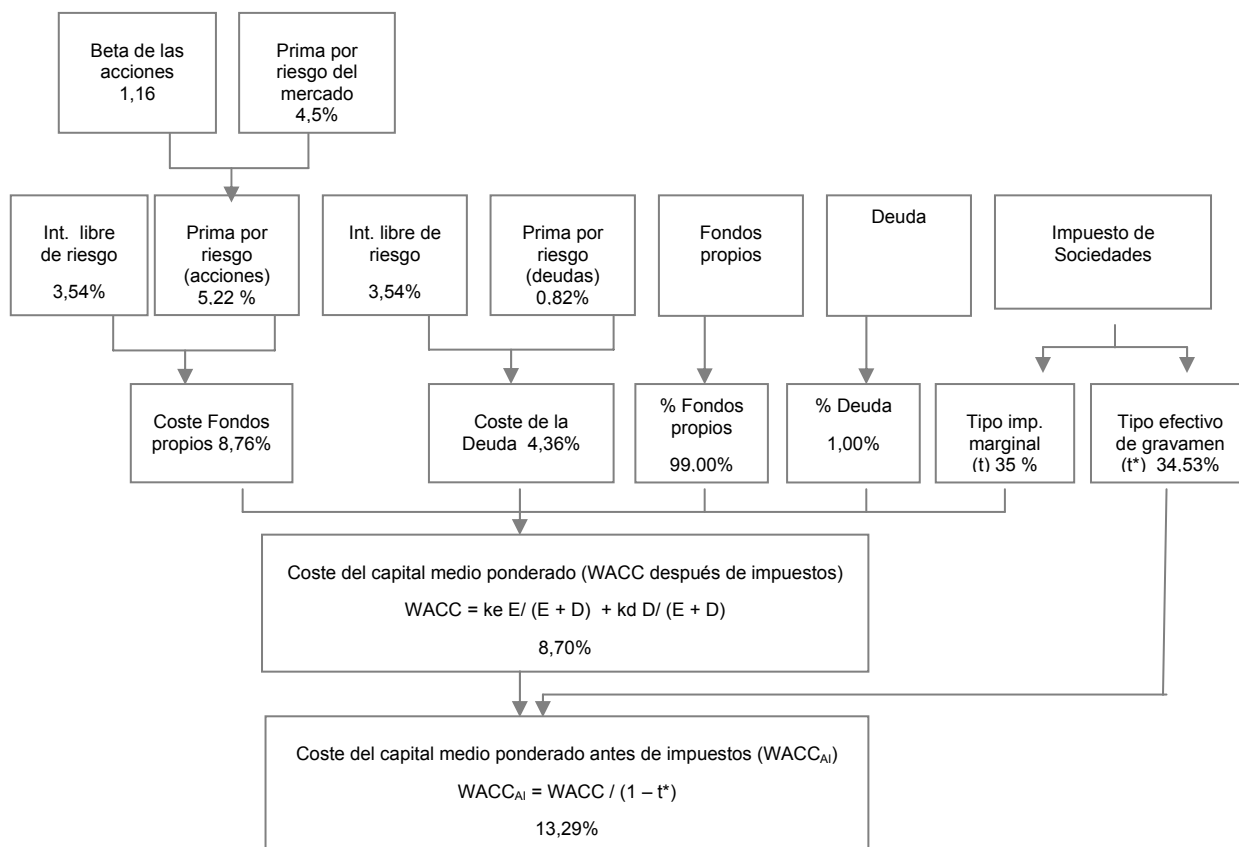 Beta de las
acciones
1,16
Prima por
riesgo del
mercado
4,5%
Int. libre
de riesgo
3,54%
Prima por
riesgo
(acciones)
5,22 %
Int. libre de
riesgo
3,54%
Prima por
riesgo
(deudas)
0,82%
Fondos
propios
Deuda
Impuesto de
Sociedades
Coste Fondos
propios 8,76%
Coste de la
Deuda 4,36%
% Fondos
propios
99.00%
% Deuda
1,00%
Tipo imp.
marginal
(t) 35 %
Tipo efectivo
de gravamen
(t*) 34,53%
Coste del capital medio ponderado (WACC después de impuestos)
WACC = ke E/ (E + D) + kd D/ (E + D)
8,70%
Coste del capital medio ponderado antes de impuestos (WACCAI)
WACCAI = WACC / (1 – t*)
13,29%